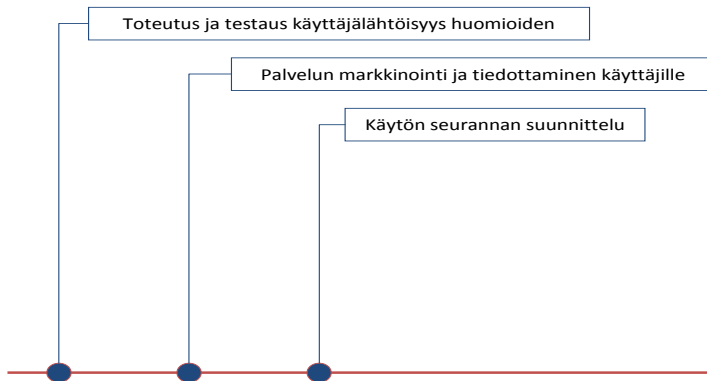 Toteutus ja testaus käyttäjälähtöisyys huomioiden
Palvelun markkinointi ja tiedottaminen käyttäjille
Käytön seurannan suunnittelu